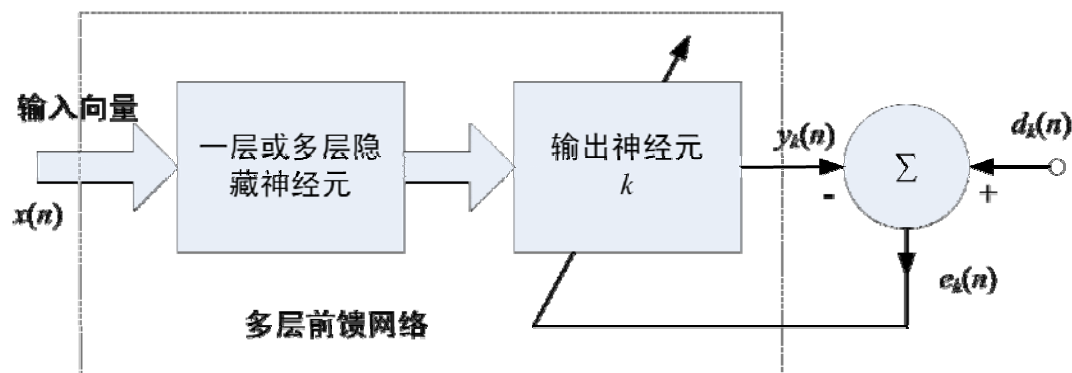 输入向量
x(n)
一层或多层隐
藏神经元
输出神经元
k
y_k(n)
-
Σ
+
d_k(n)
e_k(n)
多层前馈网络